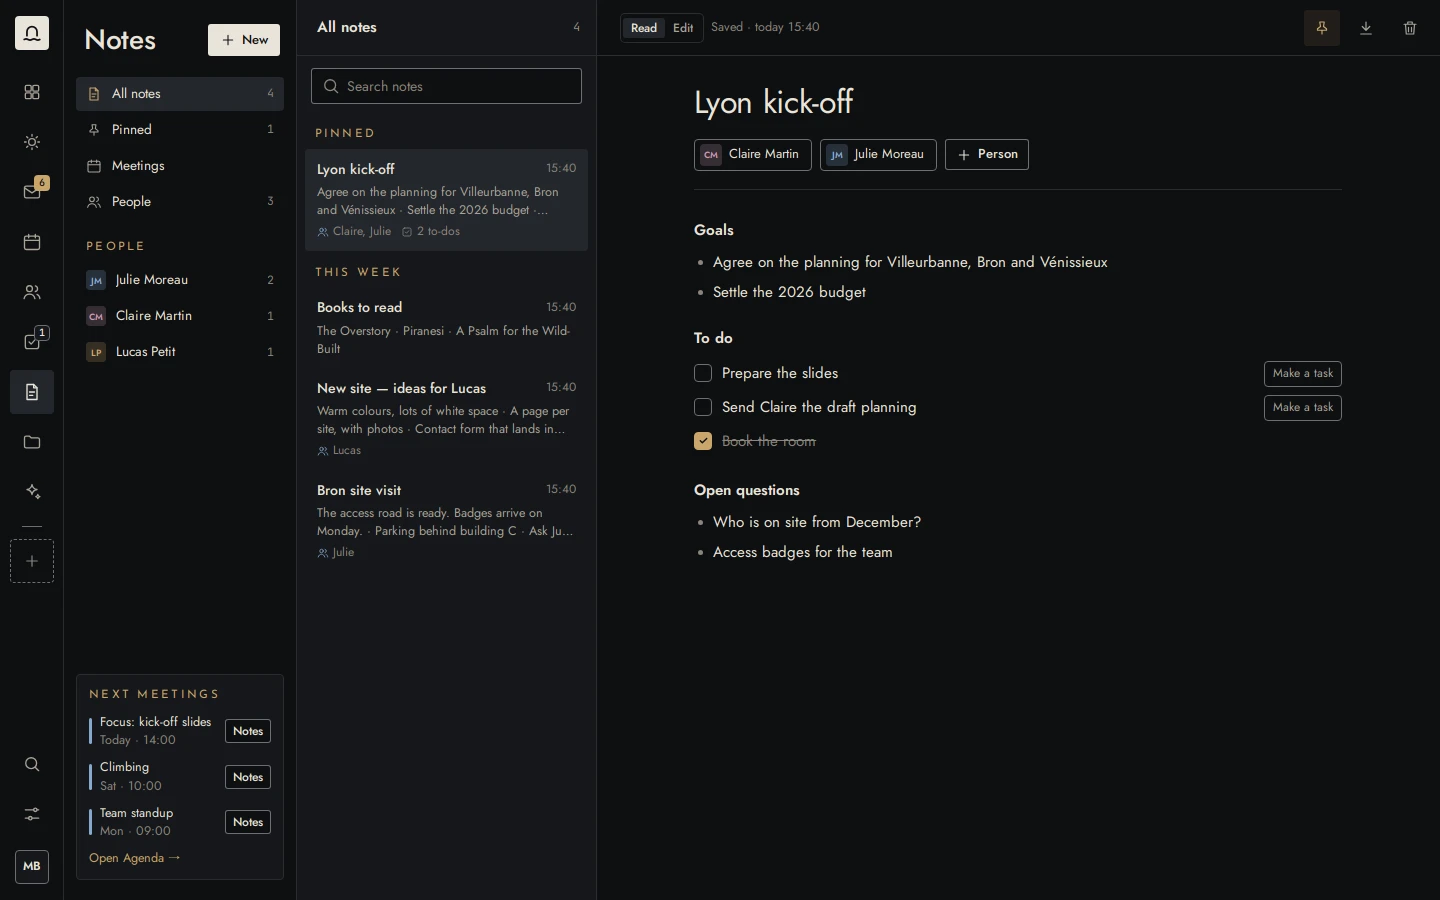 Notes
New
All notes 4
Pinned 1
Meetings
People 3
PEOPLE
JM Julie Moreau 2
CM Claire Martin 1
LP Lucas Petit 1
6
1
NEXT MEETINGS
Focus: kick-off slides
Today · 14:00
Notes
Climbing
Sat · 10:00
Notes
Team standup
Mon · 09:00
Notes
Open Agenda →
MB
All notes 4
Search notes
PINNED
Lyon kick-off 15:40
Agree on the planning for Villeurbanne, Bron
and Vénissieux · Settle the 2026 budget ·...
Claire, Julie 2 to-dos
THIS WEEK
Books to read 15:40
The Overstory · Piranesi · A Psalm for the Wild-
Built
New site — ideas for Lucas 15:40
Warm colours, lots of white space · A page per
site, with photos · Contact form that lands in...
Lucas
Bron site visit 15:40
The access road is ready. Badges arrive on
Monday. · Parking behind building C · Ask Ju...
Julie
Read Edit Saved · today 15:40
Lyon kick-off
CM Claire Martin JM Julie Moreau Person
Goals
Agree on the planning for Villeurbanne, Bron and Vénissieux
Settle the 2026 budget
To do
Prepare the slides Make a task
Send Claire the draft planning Make a task
Book the room
Open questions
Who is on site from December?
Access badges for the team